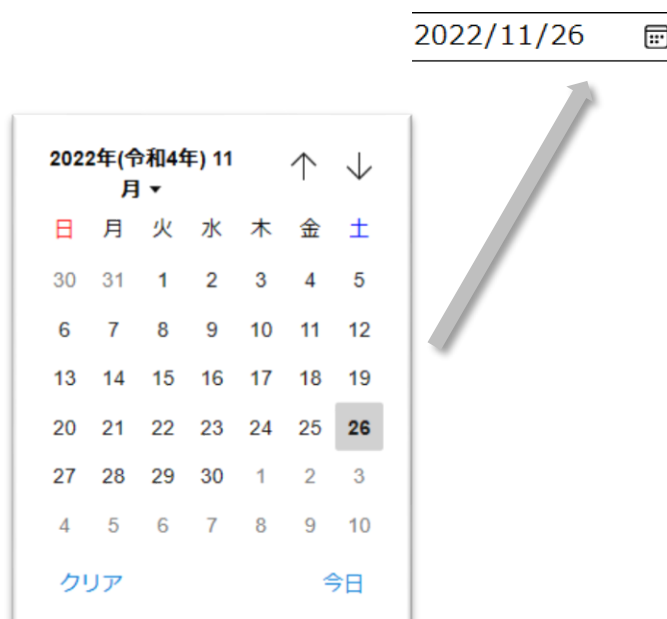 2022/11/26
2022年(令和4年) 11
月
日 月 火 水 木 金 土
30 31 1 2 3 4 5
6 7 8 9 10 11 12
13 14 15 16 17 18 19
20 21 22 23 24 25 26
27 28 29 30 1 2 3
4 5 6 7 8 9 10
クリア 今日